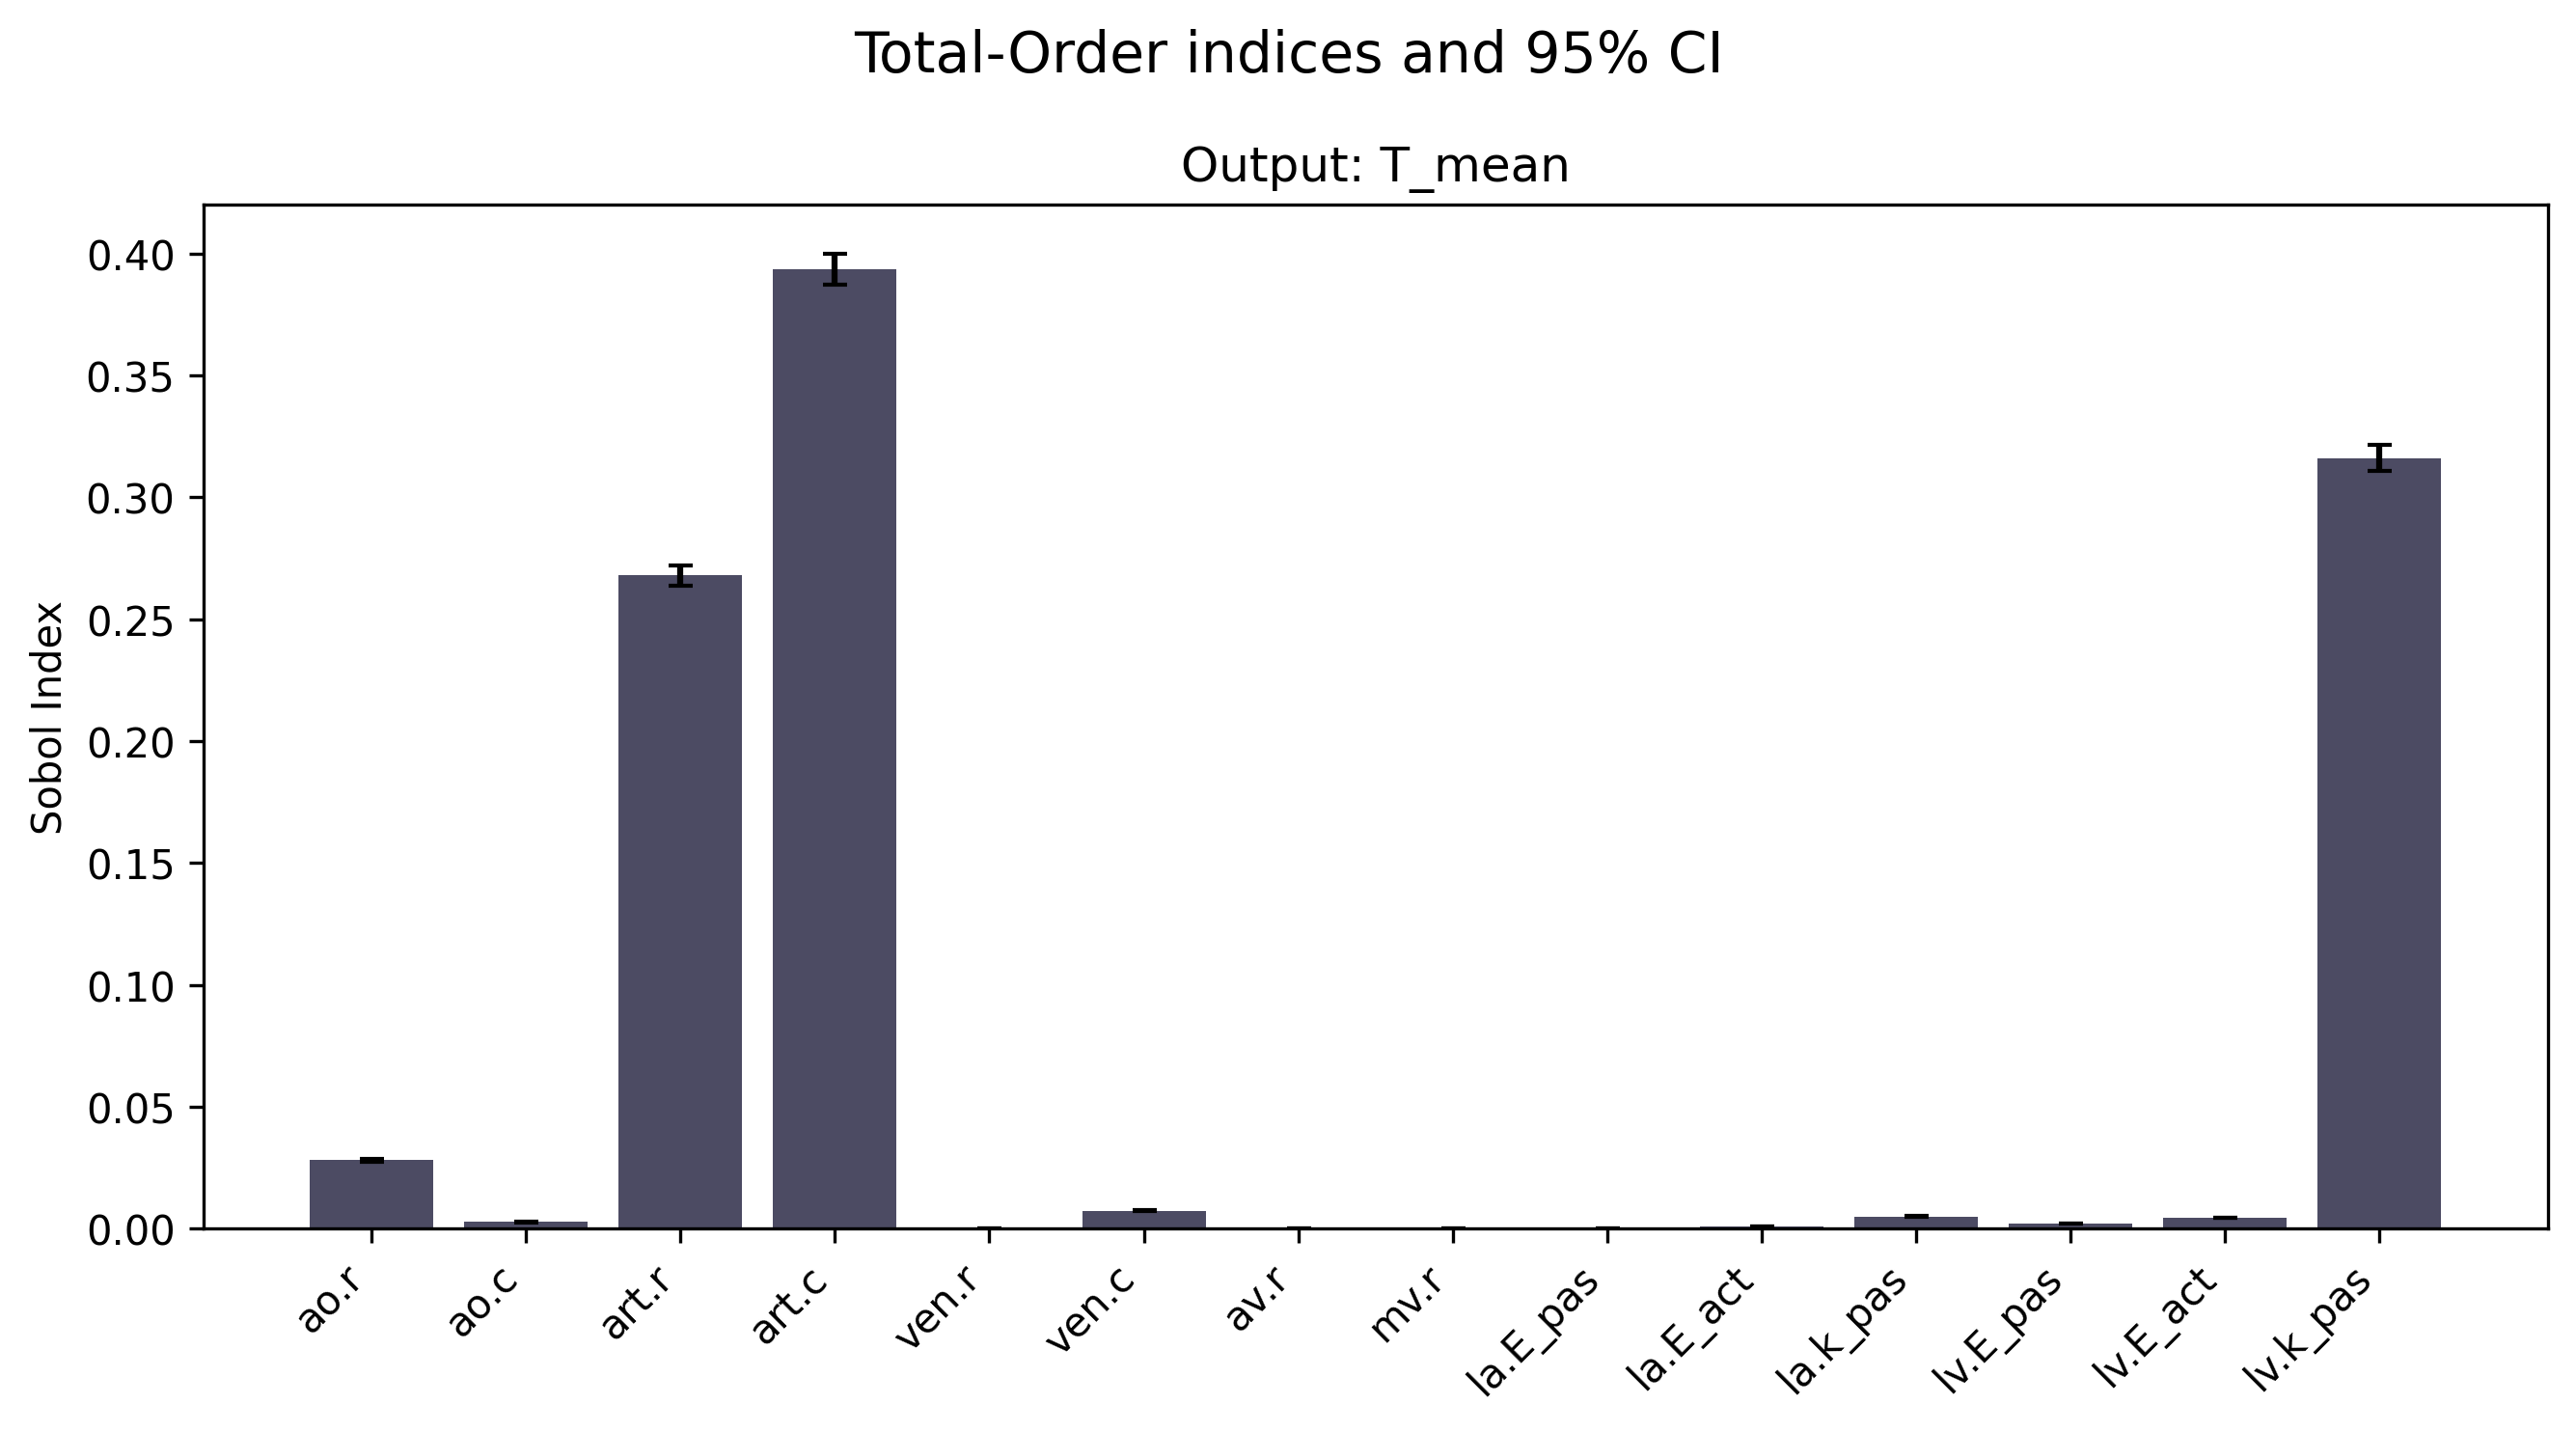 Total-Order indices and 95% CI
Output: T_mean
Sobol Index
0.40
0.35
0.30
0.25
0.20
0.15
0.10
0.05
0.00
ao.r
ao.c
art.r
art.c
ven.r
ven.c
av.r
mv.r
la.E_pas
la.E_act
la.k_pas
lv.E_pas
lv.E_act
lv.k_pas